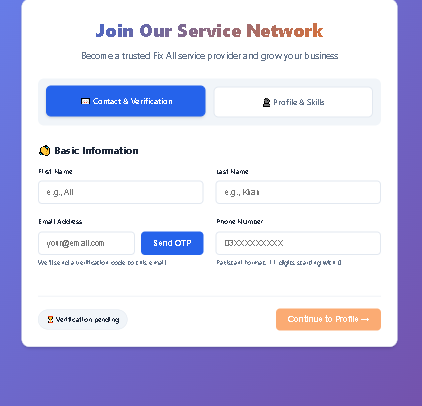 Join Our Service Network
Become a trusted Fix All service provider and grow your business
Contact & Verification
Profile & Skills
Basic Information
First Name
Last Name
e.g., Ali
e.g., Khan
Email Address
Phone Number
your@email.com
Send OTP
03XXXXXXXXX
We'll send a verification code to this email
Pakistani format: 11 digits starting with 0
Verification pending
Continue to Profile →